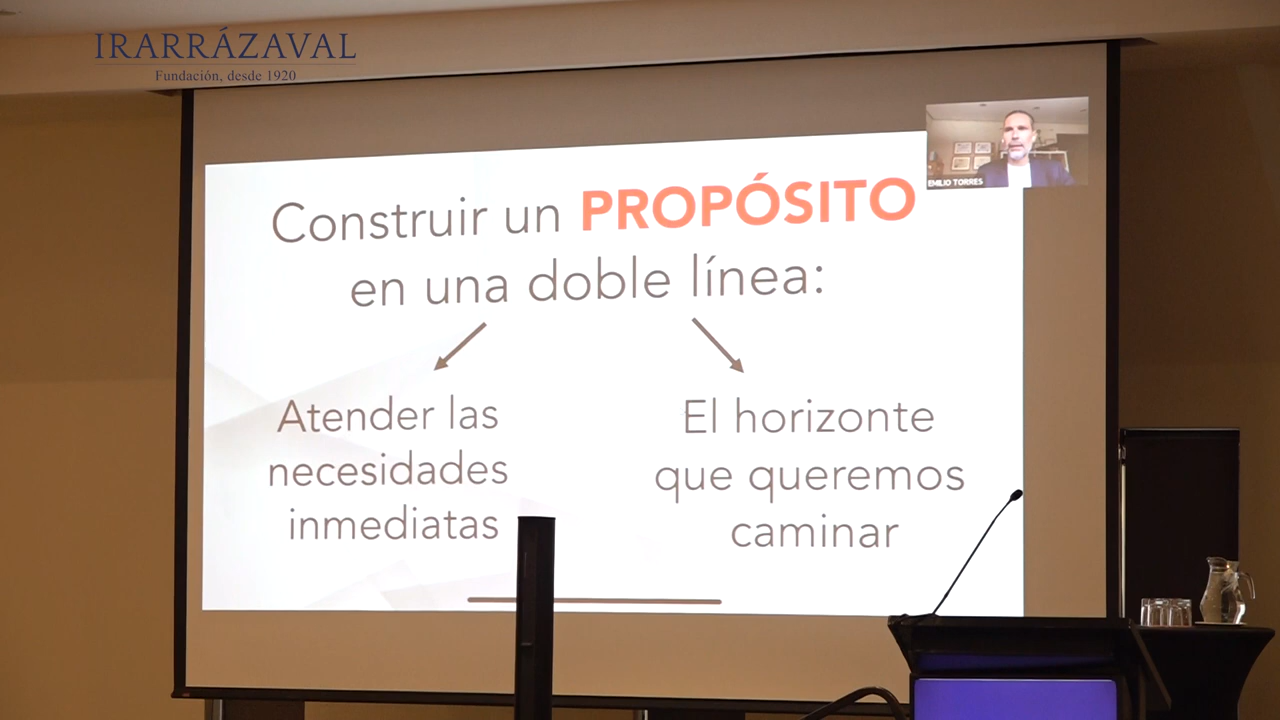 IRARRÁZAVAL
Fundación, desde 1920
EMILIO TORRES
Construir un PROPÓSITO
en una doble línea:
Atender las
necesidades
inmediatas
El horizonte
que queremos
caminar